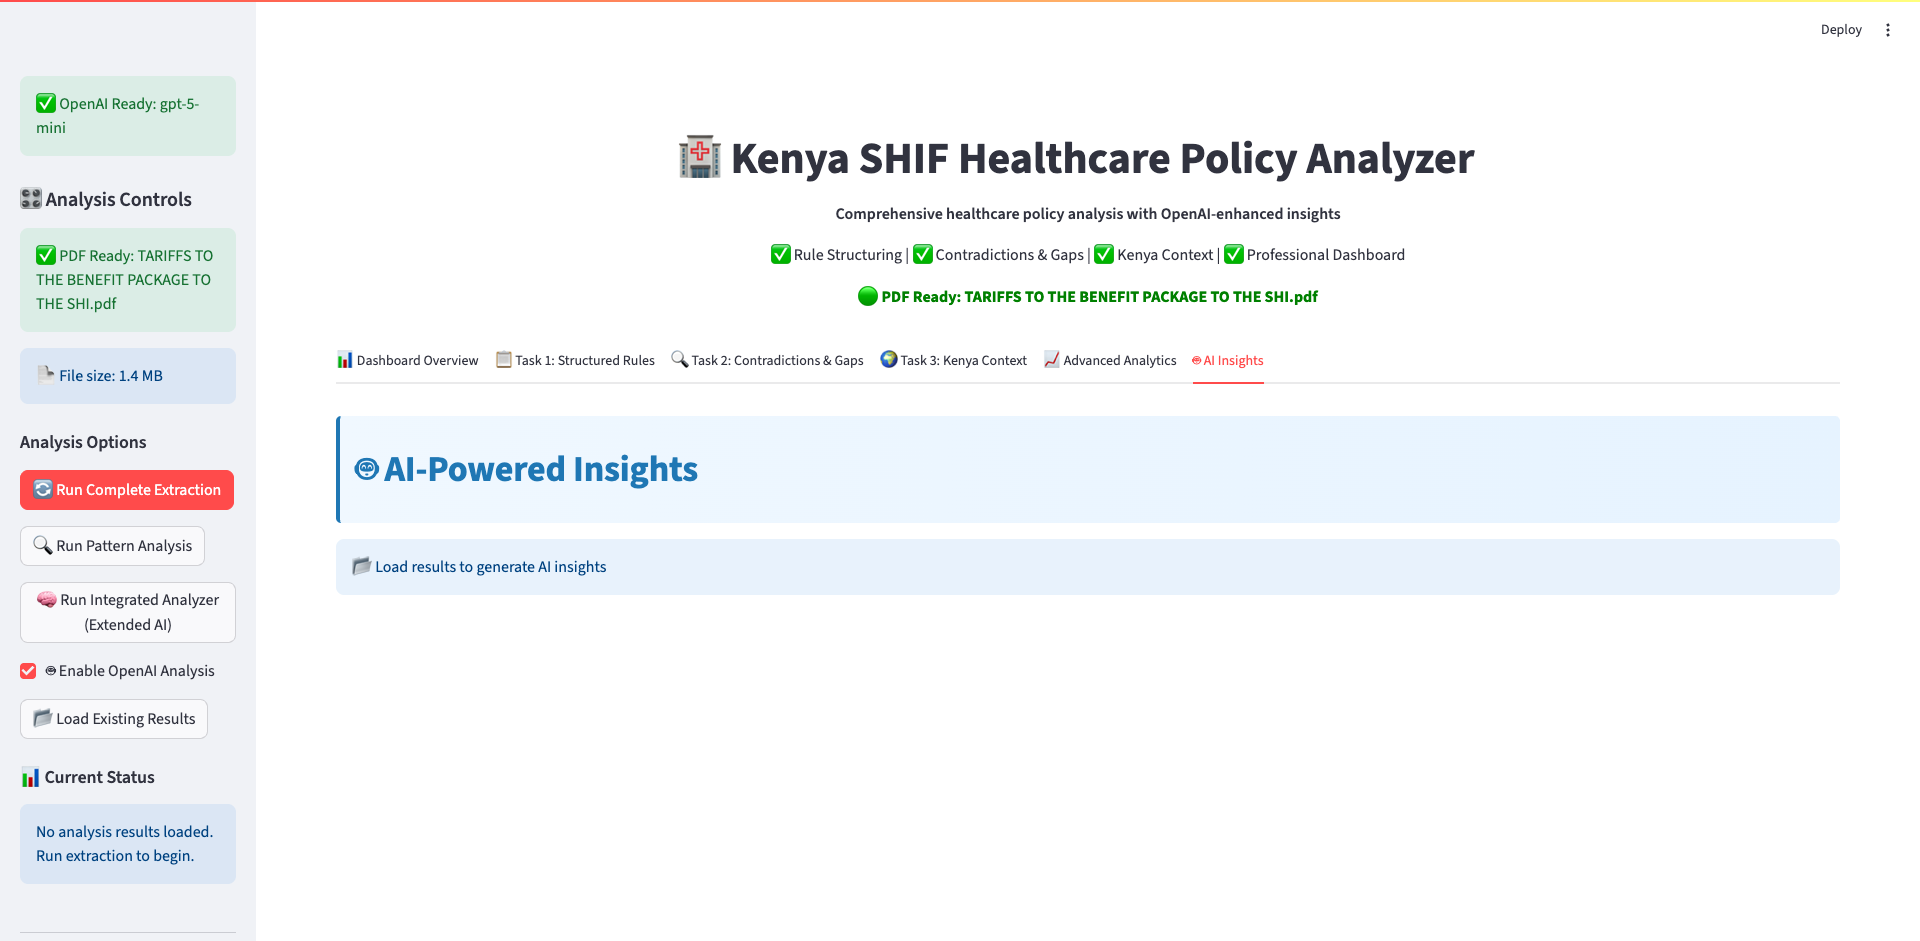 Deploy
✅ OpenAI Ready: gpt-5-
mini
🎛️ Analysis Controls
✅ PDF Ready: TARIFFS TO
THE BENEFIT PACKAGE TO
THE SHI.pdf
📄 File size: 1.4 MB
Analysis Options
🔄 Run Complete Extraction
🔍 Run Pattern Analysis
🧠 Run Integrated Analyzer
(Extended AI)
🤖 Enable OpenAI Analysis
📂 Load Existing Results
📊 Current Status
No analysis results loaded.
Run extraction to begin.
🏥 Kenya SHIF Healthcare Policy Analyzer
Comprehensive healthcare policy analysis with OpenAI-enhanced insights
✅ Rule Structuring | ✅ Contradictions & Gaps | ✅ Kenya Context | ✅ Professional Dashboard
🟢 PDF Ready: TARIFFS TO THE BENEFIT PACKAGE TO THE SHI.pdf
📊 Dashboard Overview 📋 Task 1: Structured Rules 🔍 Task 2: Contradictions & Gaps 🌍 Task 3: Kenya Context 📈 Advanced Analytics 🤖 AI Insights
🤖 AI-Powered Insights
📂 Load results to generate AI insights